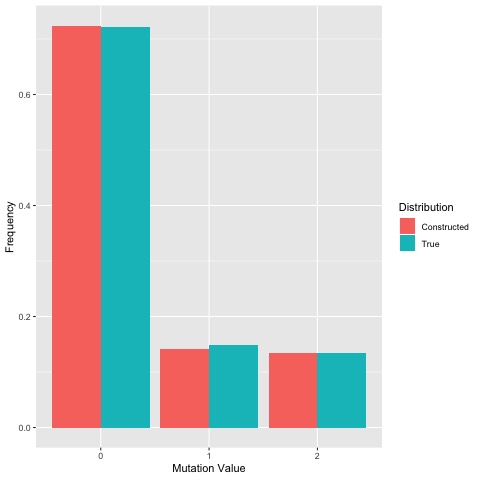 Frequency
0.6
0.4
0.2
0.0
0 1 2
Mutation Value
Distribution
Constructed
True